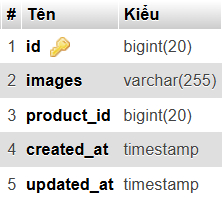 # Tên Kiểu
1 id bigint(20)
2 images varchar(255)
3 product_id bigint(20)
4 created_at timestamp
5 updated_at timestamp